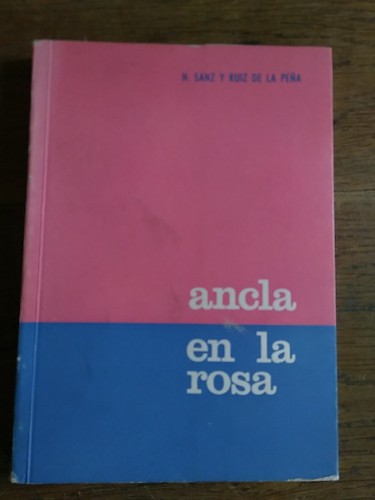 N. SANZ Y RUIZ DE LA PEÑA
ancla
en la
rosa